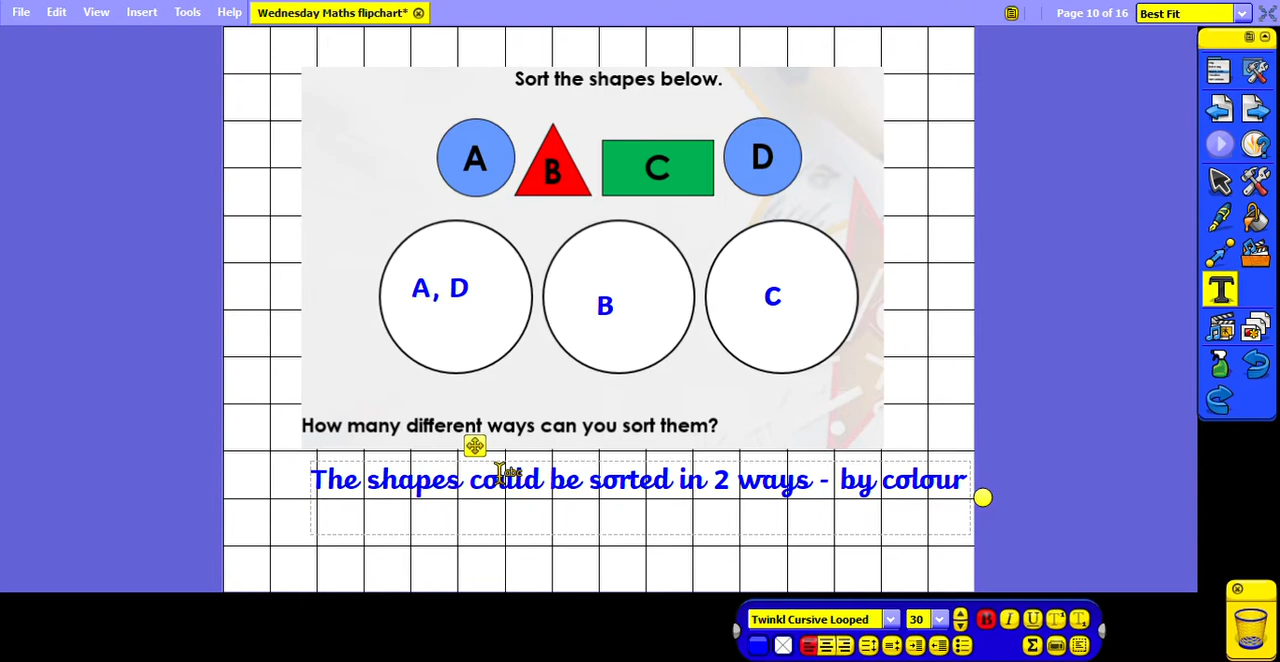 File Edit View Insert Tools Help Wednesday Maths flipchart* Page 10 of 16 Best Fit
Sort the shapes below.
A B C D
A, D B C
How many different ways can you sort them?
The shapes could be sorted in 2 ways - by colour
Twinkl Cursive Looped 30 B I U T¹ T₁
Σ